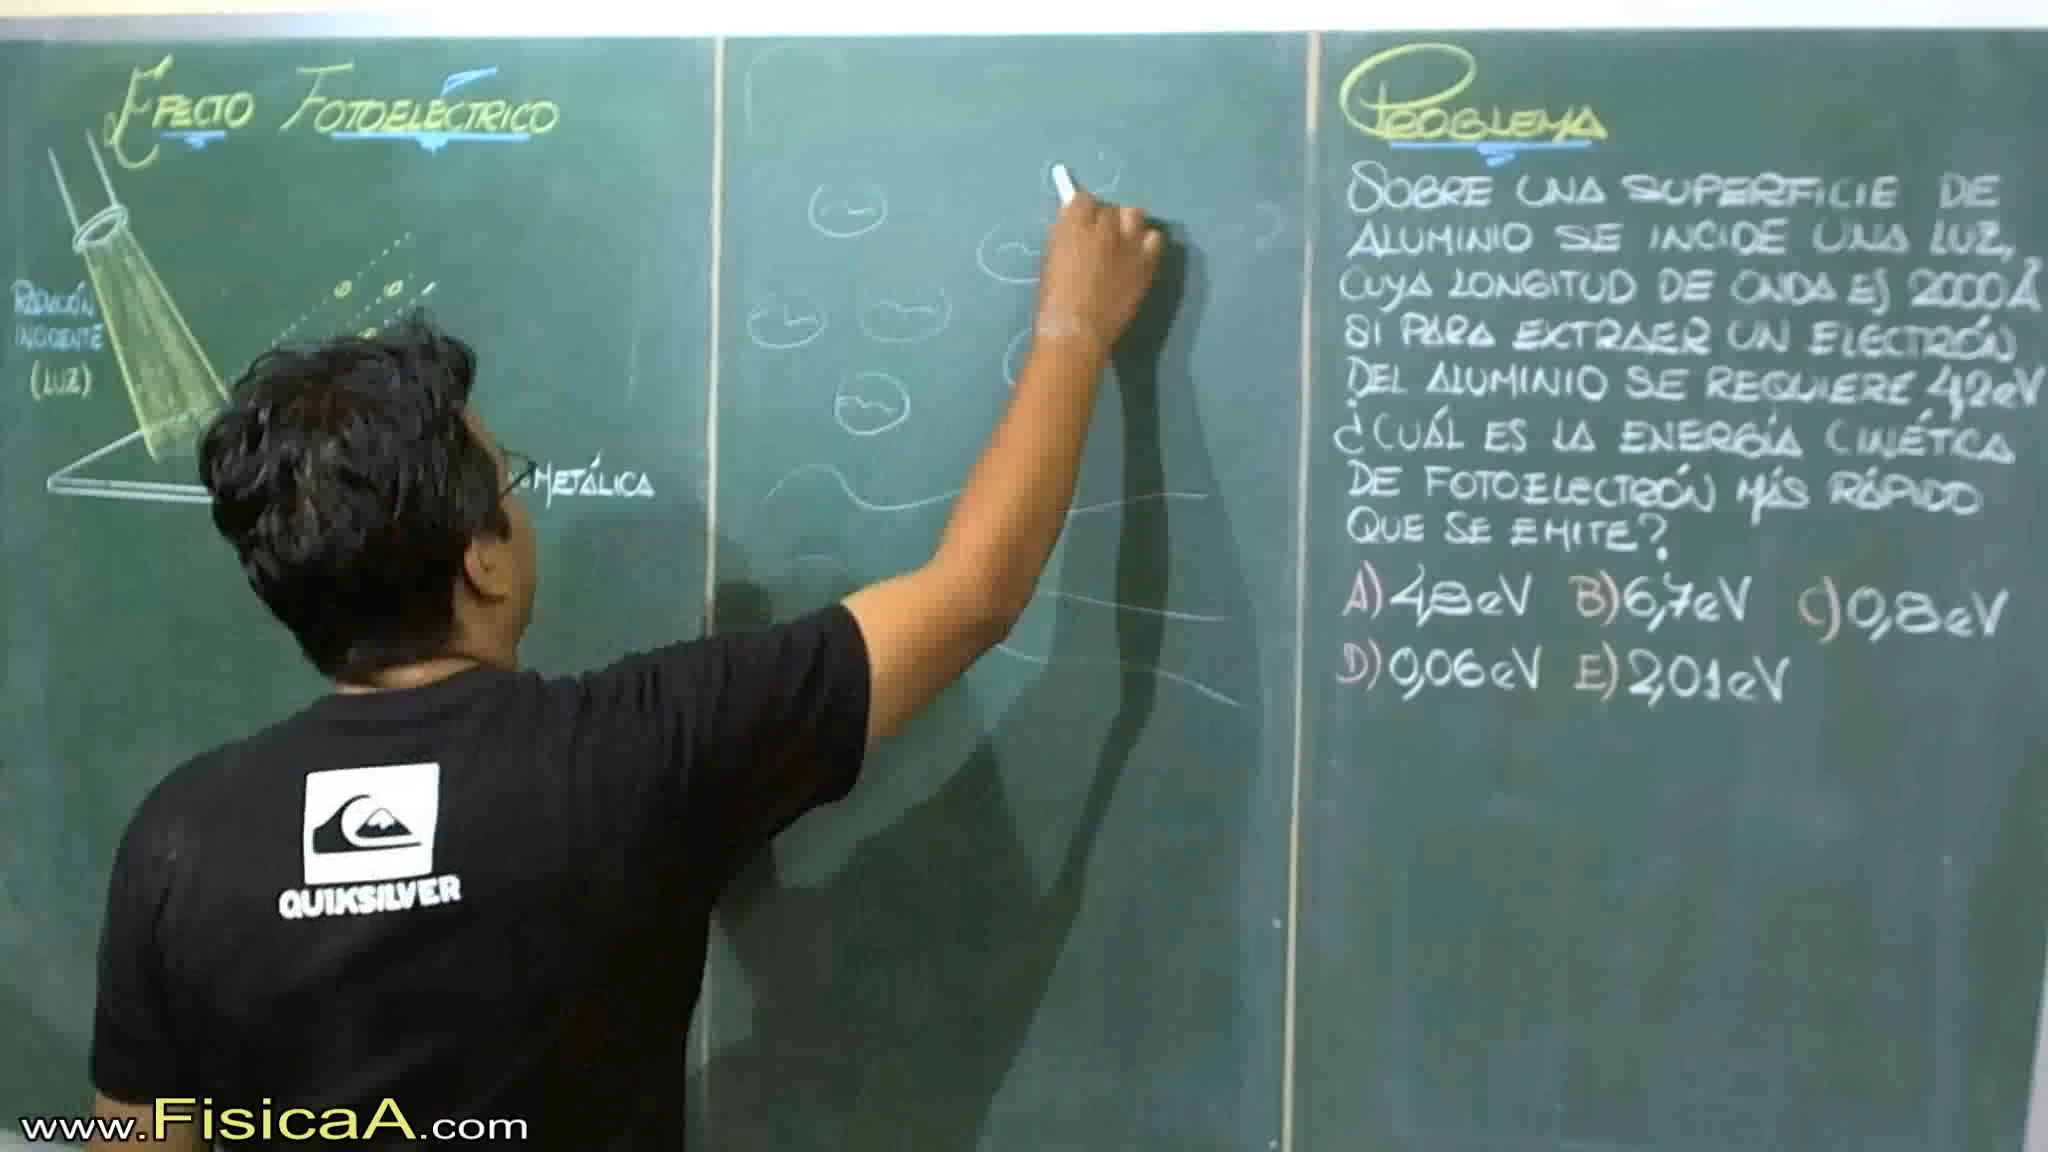 EFECTO FOTOELÉCTRICO
RADIACIÓN
INCIDENTE
(LUZ)
METÁLICA
PROBLEMA
SOBRE UNA SUPERFICIE DE
ALUMINIO SE INCIDE UNA LUZ,
CUYA LONGITUD DE ONDA ES 2000Å
SI PARA EXTRAER UN ELECTRÓN
DEL ALUMINIO SE REQUIERE 4,2eV
¿CUÁL ES LA ENERGÍA CINÉTICA
DE FOTOELECTRÓN MÁS RÁPIDO
QUE SE EMITE?
A) 4,8eV B) 6,7eV C) 0,8eV
D) 0,06eV E) 2,01eV
QUIKSILVER
www.FisicaA.com